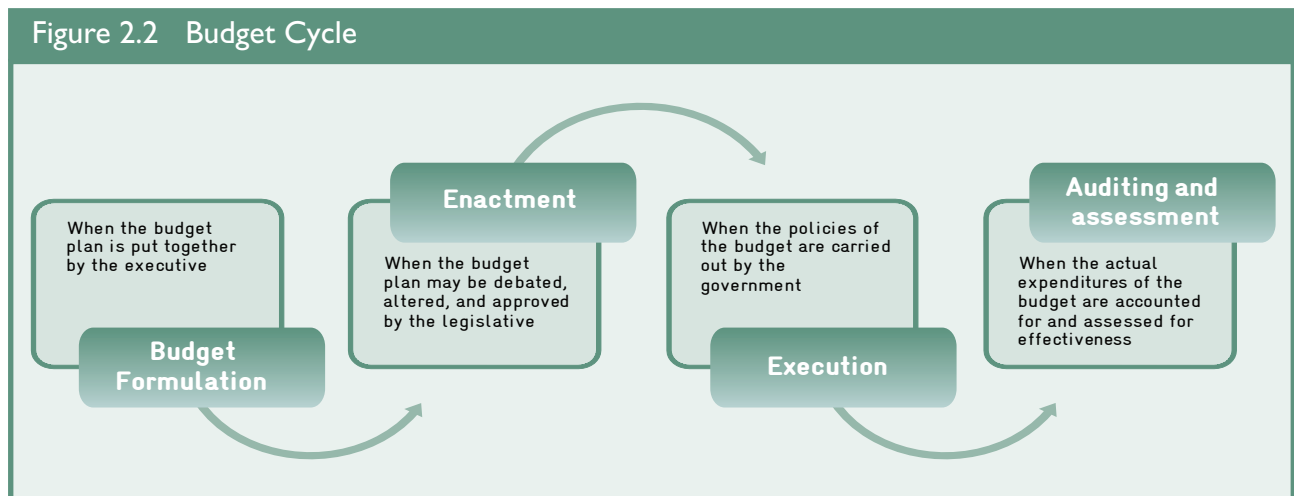 Figure 2.2 Budget Cycle
When the budget
plan is put together
by the executive
Budget
Formulation
Enactment
When the budget
plan may be debated,
altered, and approved
by the legislative
When the policies of
the budget are carried
out by the
government
Execution
Auditing and
assessment
When the actual
expenditures of the
budget are accounted
for and assessed for
effectiveness